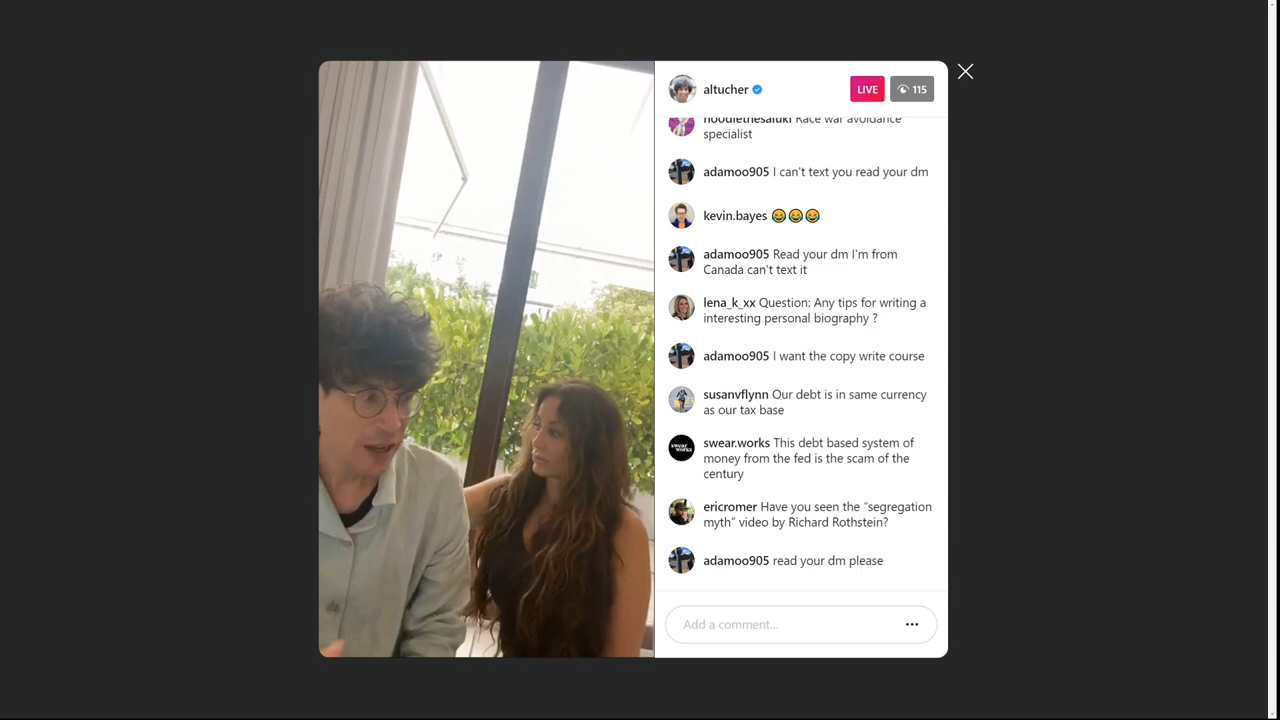 altucher
LIVE
115
noodlethesaluki Race war avoidance
specialist
adamoo905 I can't text you read your dm
kevin.bayes 😂😂😂
adamoo905 Read your dm I'm from
Canada can't text it
lena_k_xx Question: Any tips for writing a
interesting personal biography ?
adamoo905 I want the copy write course
susanvflynn Our debt is in same currency
as our tax base
swear.works This debt based system of
money from the fed is the scam of the
century
ericromer Have you seen the “segregation
myth” video by Richard Rothstein?
adamoo905 read your dm please
Add a comment...